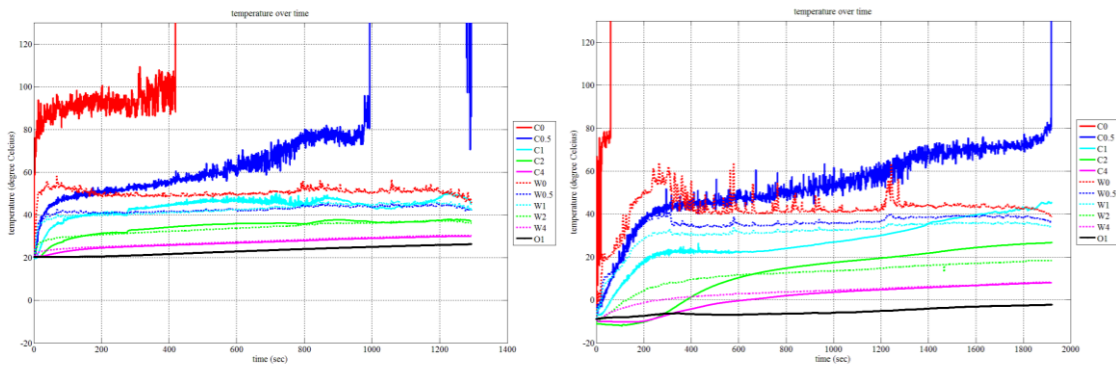 temperature over time
temperature (degree Celcius)
120
100
80
60
40
20
0
-20
0
200
400
600
800
1000
1200
1400
time (sec)
C0
C0.5
C1
C2
C4
W0
W0.5
W1
W2
W4
O1
temperature over time
temperature (degree Celcius)
120
100
80
60
40
20
0
-20
0
200
400
600
800
1000
1200
1400
1600
1800
2000
time (sec)
C0
C0.5
C1
C2
C4
W0
W0.5
W1
W2
W4
O1